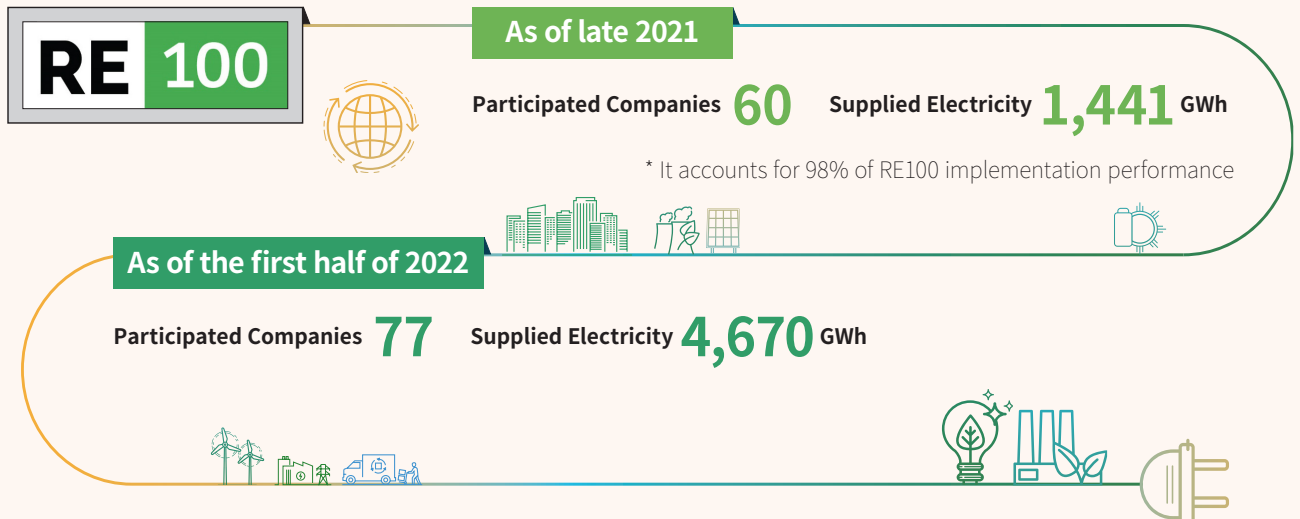 RE 100
As of late 2021
Participated Companies 60 Supplied Electricity 1,441 GWh
* It accounts for 98% of RE100 implementation performance
As of the first half of 2022
Participated Companies 77 Supplied Electricity 4,670 GWh